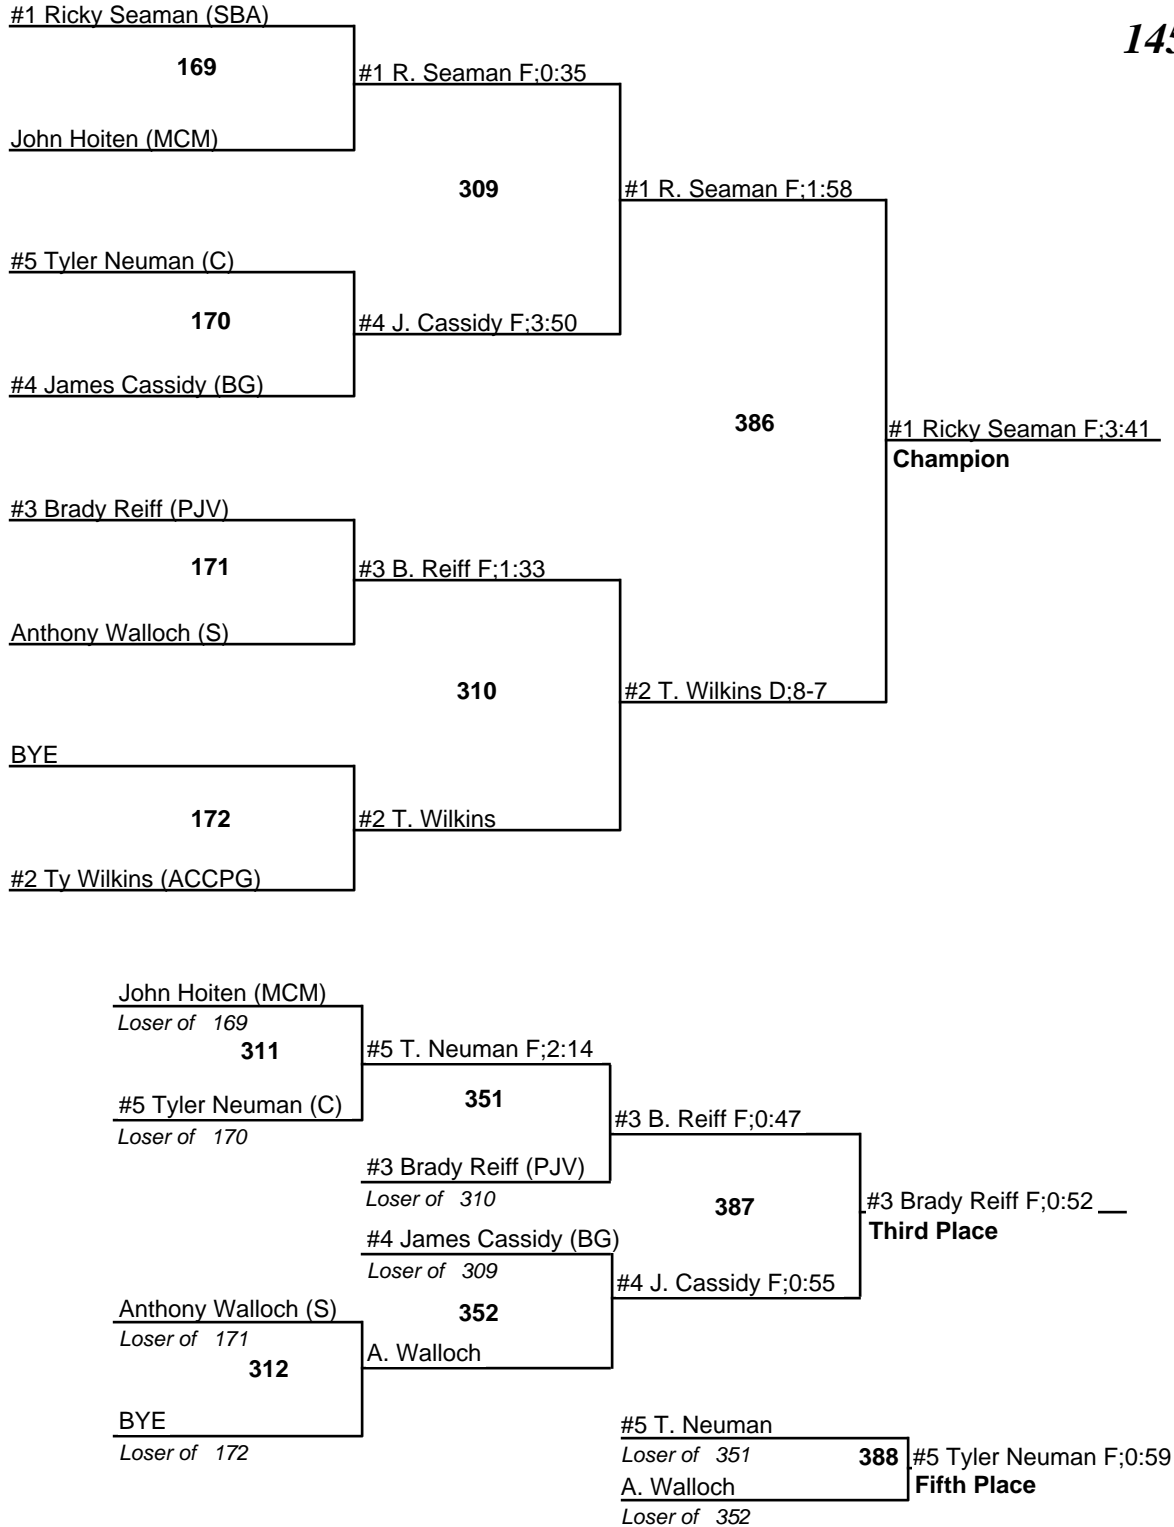 #1 Ricky Seaman (SBA)
145
169
#1 R. Seaman F;0:35
John Hoiten (MCM)
309
#1 R. Seaman F;1:58
#5 Tyler Neuman (C)
170
#4 J. Cassidy F;3:50
#4 James Cassidy (BG)
386
#1 Ricky Seaman F;3:41
Champion
#3 Brady Reiff (PJV)
171
#3 B. Reiff F;1:33
Anthony Walloch (S)
310
#2 T. Wilkins D;8-7
BYE
172
#2 T. Wilkins
#2 Ty Wilkins (ACCPG)
John Hoiten (MCM)
Loser of 169
311
#5 T. Neuman F;2:14
#5 Tyler Neuman (C)
Loser of 170
351
#3 B. Reiff F;0:47
#3 Brady Reiff (PJV)
Loser of 310
387
#3 Brady Reiff F;0:52
Third Place
#4 James Cassidy (BG)
Loser of 309
#4 J. Cassidy F;0:55
Anthony Walloch (S)
Loser of 171
352
312
A. Walloch
BYE
Loser of 172
#5 T. Neuman
Loser of 351
388
#5 Tyler Neuman F;0:59
Fifth Place
A. Walloch
Loser of 352